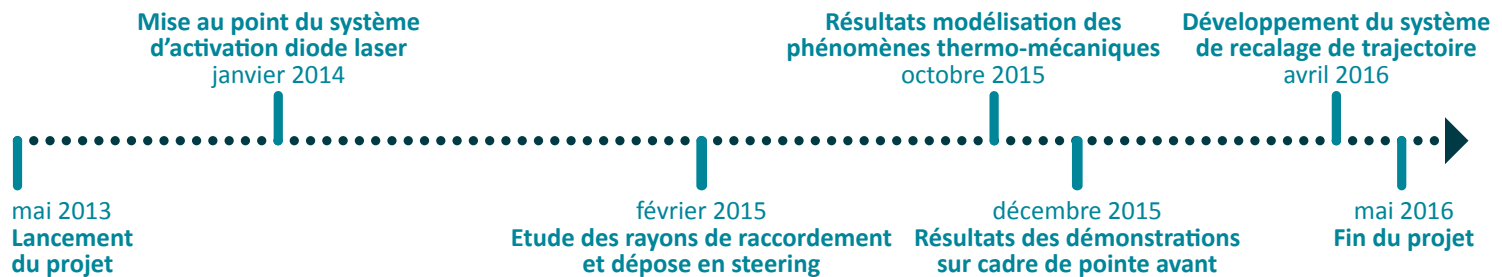 Mise au point du système
d’activation diode laser
janvier 2014
Résultats modélisation des
phénomènes thermo-mécaniques
octobre 2015
Développement du système
de recalage de trajectoire
avril 2016
mai 2013
Lancement
du projet
février 2015
Etude des rayons de raccordement
et dépose en steering
décembre 2015
Résultats des démonstrations
sur cadre de pointe avant
mai 2016
Fin du projet